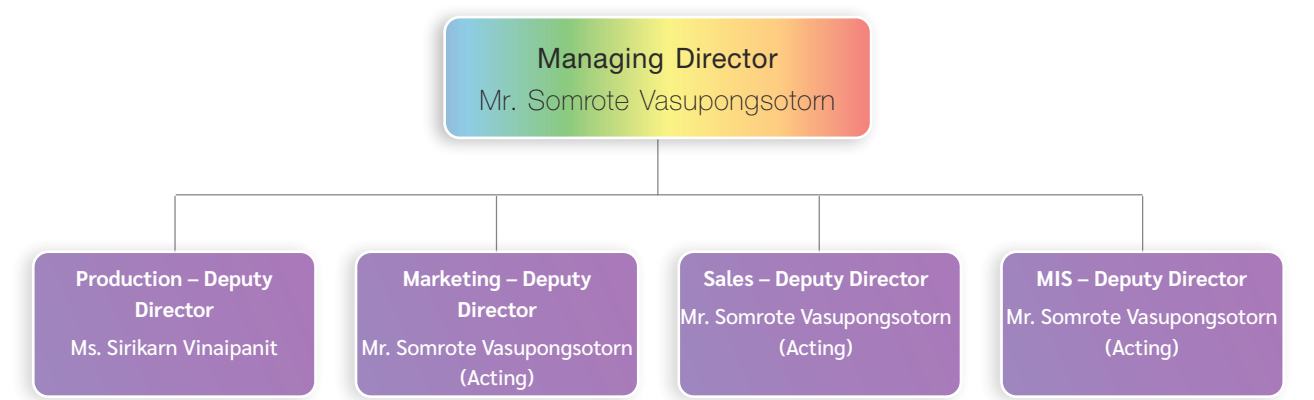 Managing Director
Mr. Somrote Vasupongsotorn
Production – Deputy
Director
Ms. Sirikarn Vinaipanit
Marketing – Deputy
Director
Mr. Somrote Vasupongsotorn
(Acting)
Sales – Deputy Director
Mr. Somrote Vasupongsotorn
(Acting)
MIS – Deputy Director
Mr. Somrote Vasupongsotorn
(Acting)